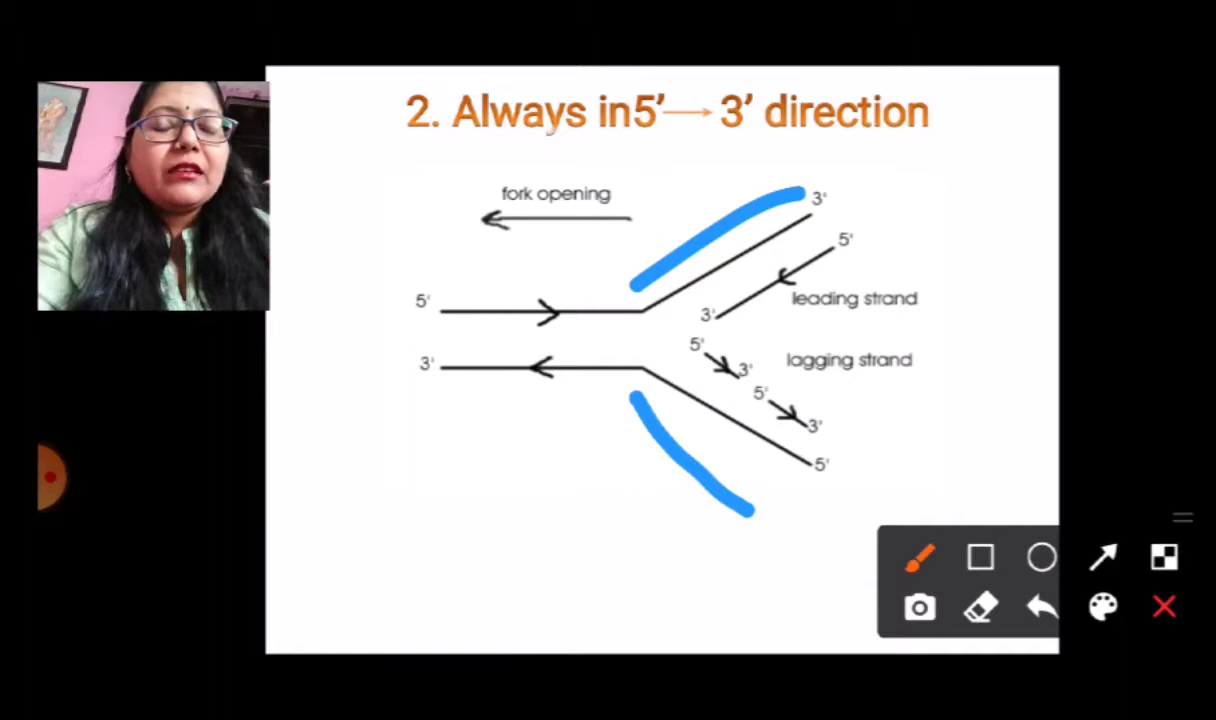 2. Always in5’→ 3’ direction
fork opening
3'
5'
5'
leading strand
3'
5'
lagging strand
3'
3'
5'
3'
5'